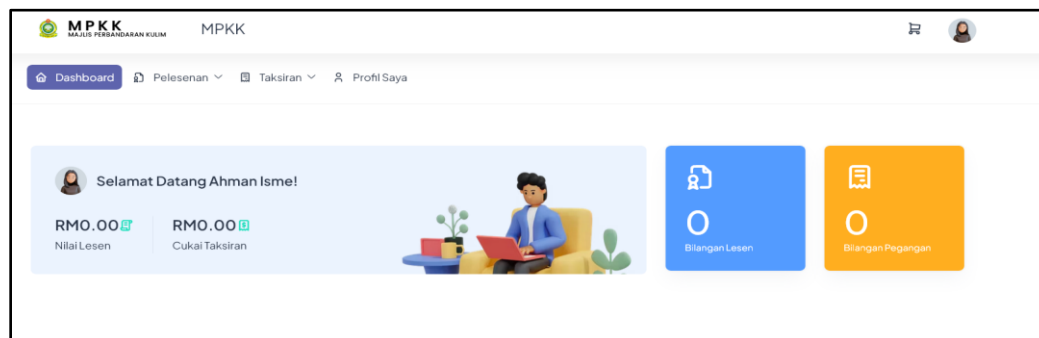 MPKK
MAJLIS PERBANDARAN KULIM
MPKK
Dashboard Pelesenan Taksiran Profil Saya
Selamat Datang Ahman Isme!
RM0.00 RM0.00
Nilai Lesen Cukai Taksiran
0
Bilangan Lesen
0
Bilangan Pegangan